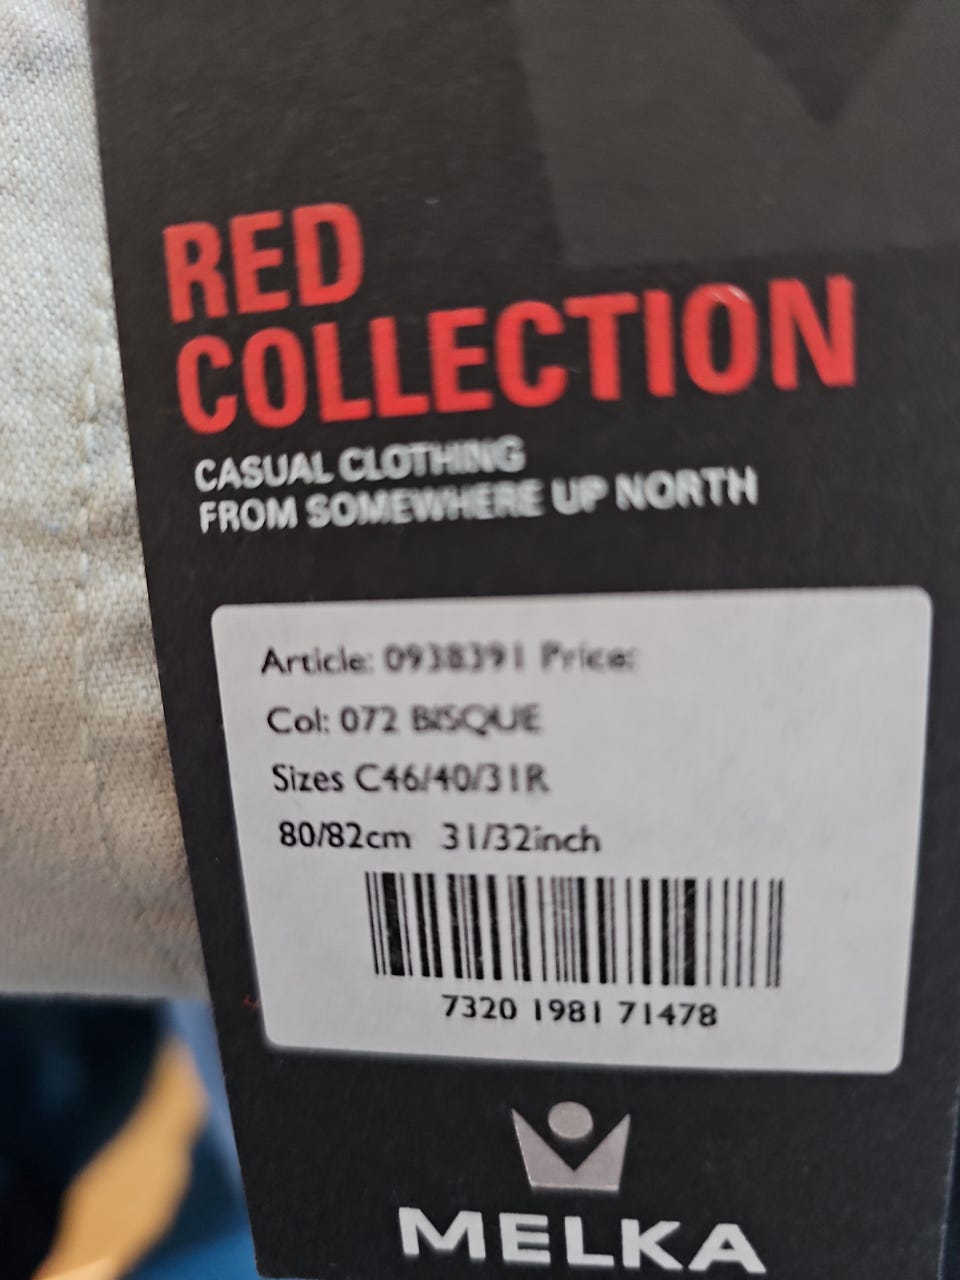 RED
COLLECTION
CASUAL CLOTHING
FROM SOMEWHERE UP NORTH
Article: 0938391 Price:
Col: 072 BISQUE
Sizes C46/40/31R
80/82cm 31/32inch
7320 1981 71478
MELKA